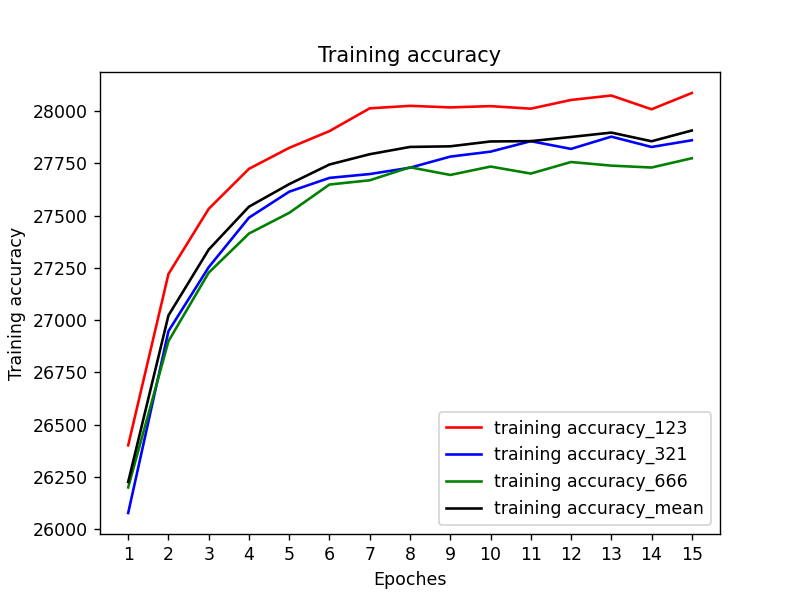 Training accuracy
Training accuracy
28000
27750
27500
27250
27000
26750
26500
26250
26000
training accuracy_123
training accuracy_321
training accuracy_666
training accuracy_mean
1 2 3 4 5 6 7 8 9 10 11 12 13 14 15
Epoches